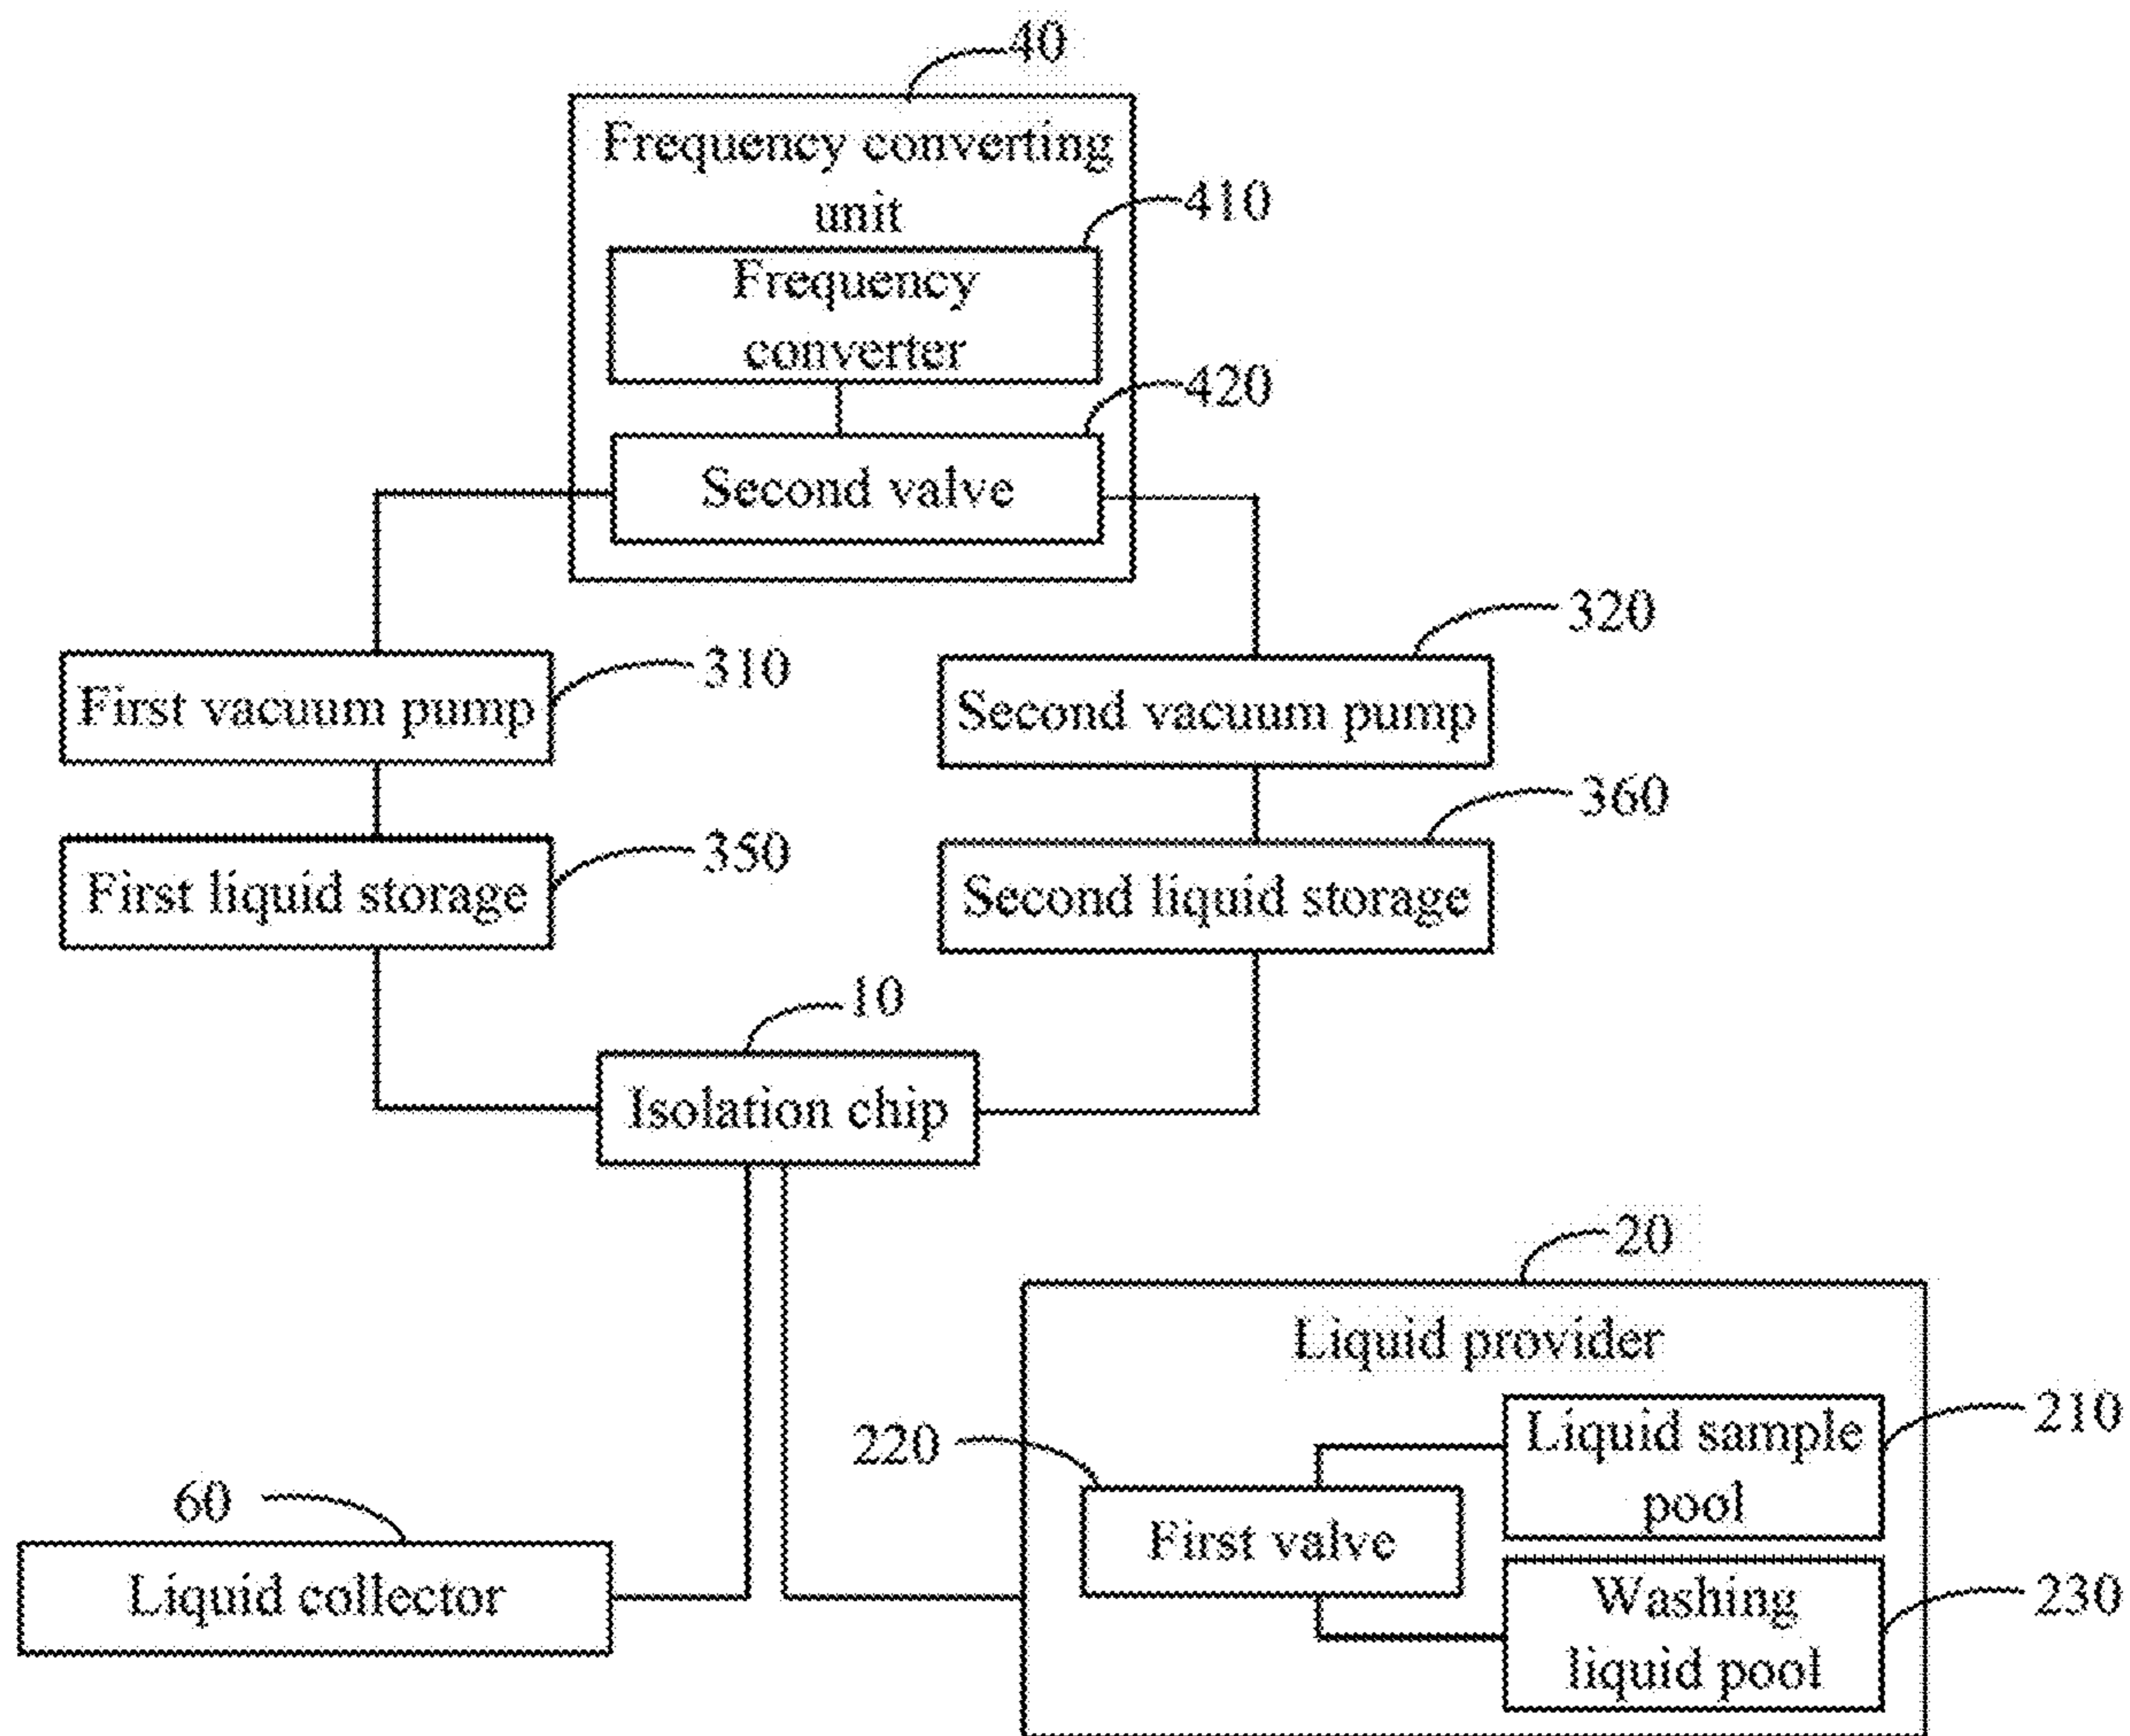 40
Frequency converting
unit
410
Frequency
converter
420
Second valve
320
310
First vacuum pump
Second vacuum pump
360
350
First liquid storage
Second liquid storage
10
Isolation chip
20
Liquid provider
210
Liquid sample
pool
220
First valve
60
Liquid collector
230
Washing
liquid pool